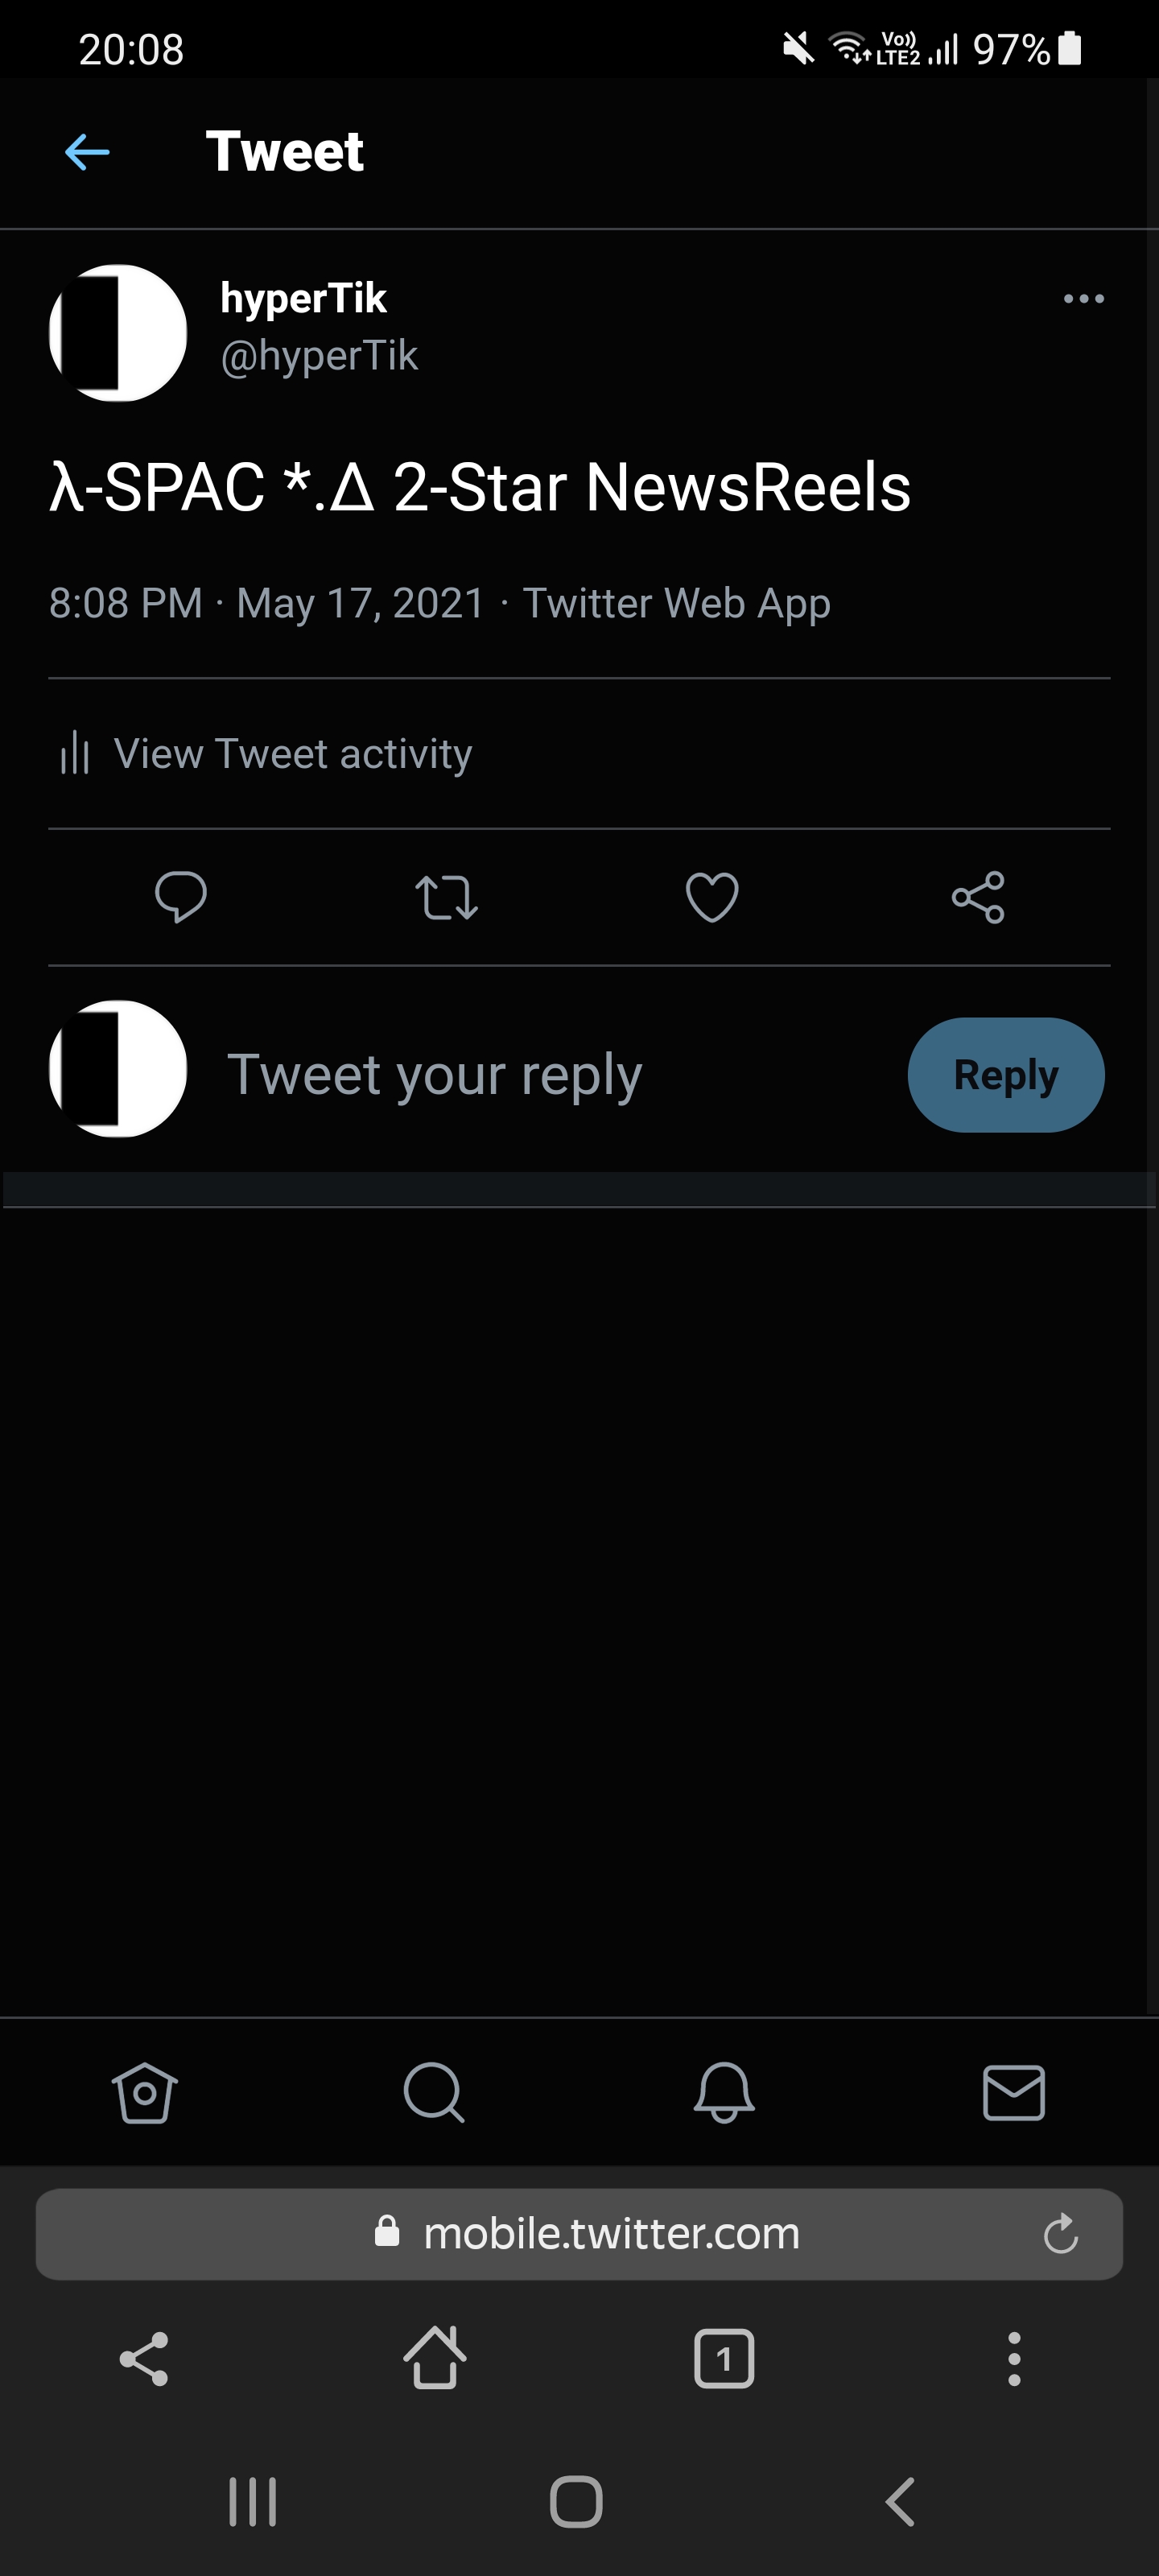 20:08
Vo)) LTE2 97%
Tweet
hyperTik
@hyperTik
λ-SPAC *.Δ 2-Star NewsReels
8:08 PM · May 17, 2021 · Twitter Web App
View Tweet activity
Tweet your reply
Reply
mobile.twitter.com
1